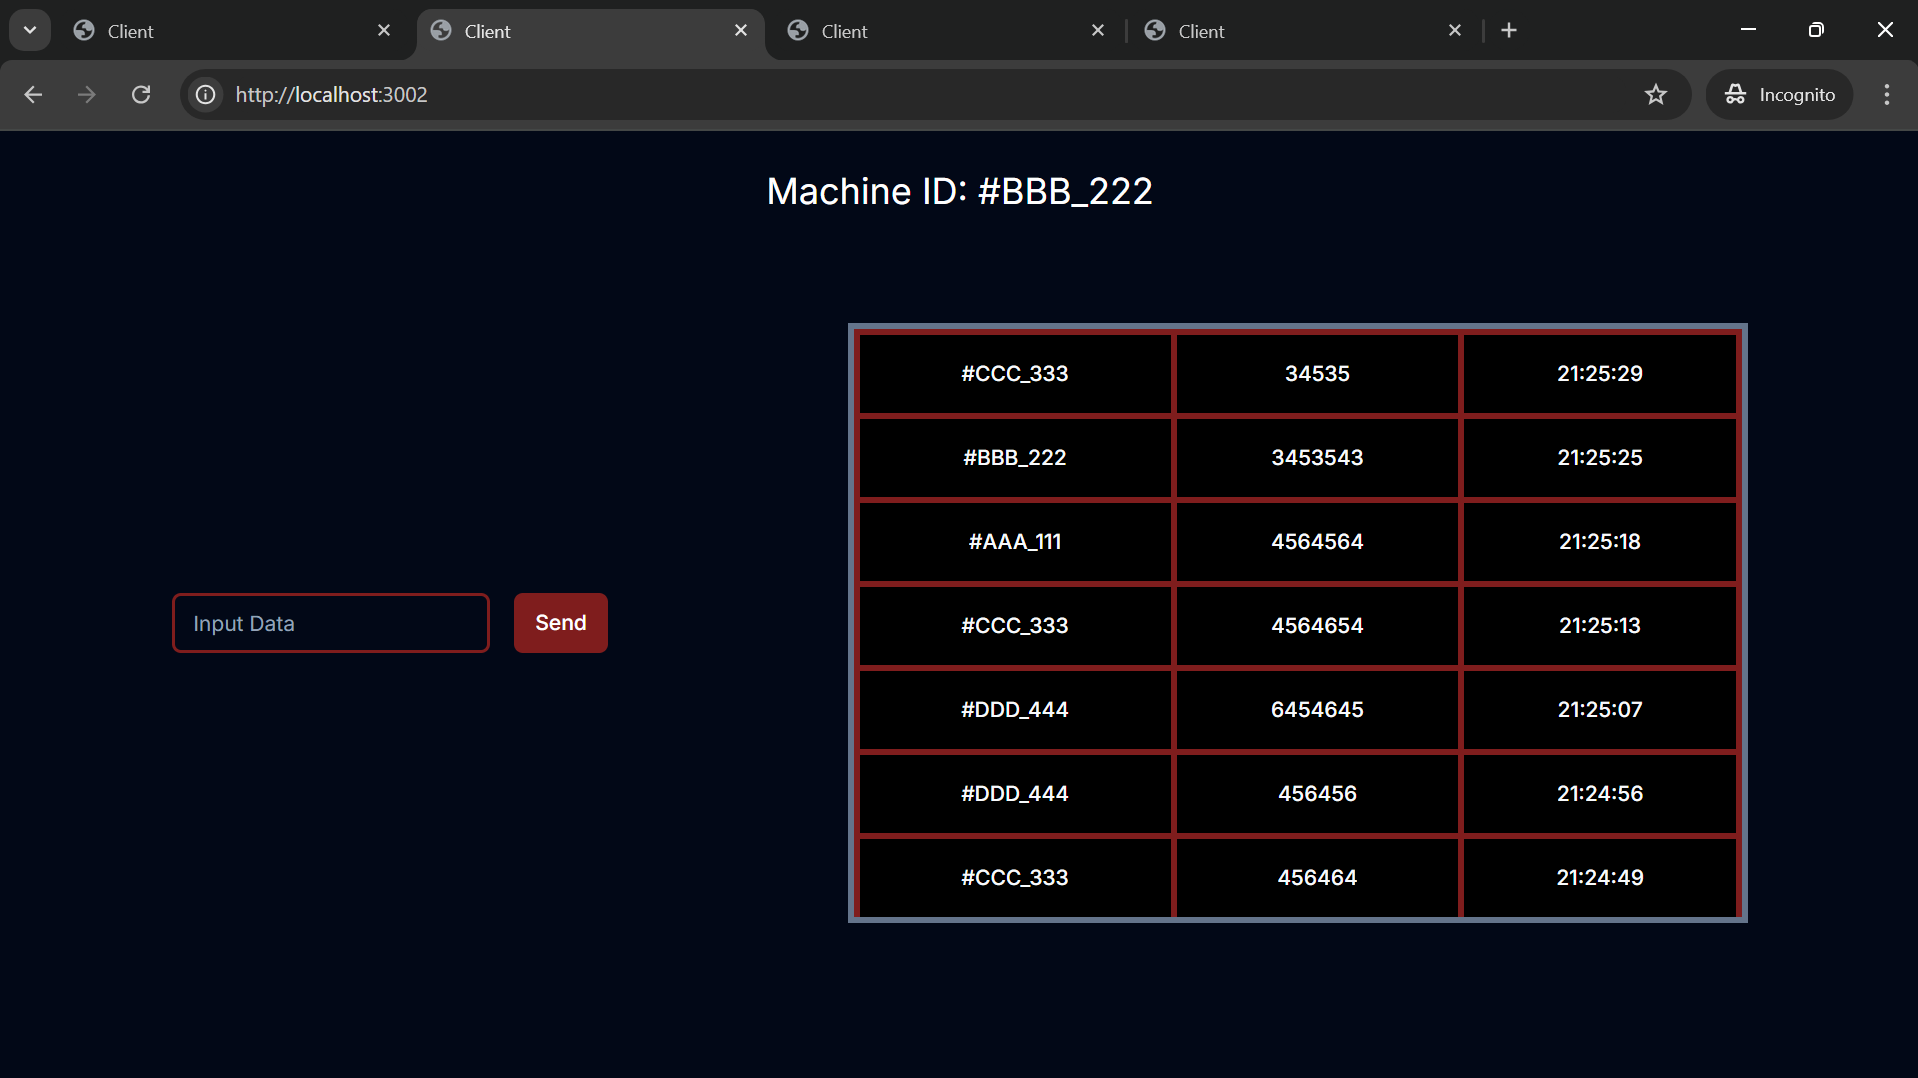 Client Client Client Client
http://localhost:3002 Incognito
Machine ID: #BBB_222
#CCC_333 34535 21:25:29
#BBB_222 3453543 21:25:25
#AAA_111 4564564 21:25:18
#CCC_333 4564654 21:25:13
Input Data Send
#DDD_444 6454645 21:25:07
#DDD_444 456456 21:24:56
#CCC_333 456464 21:24:49